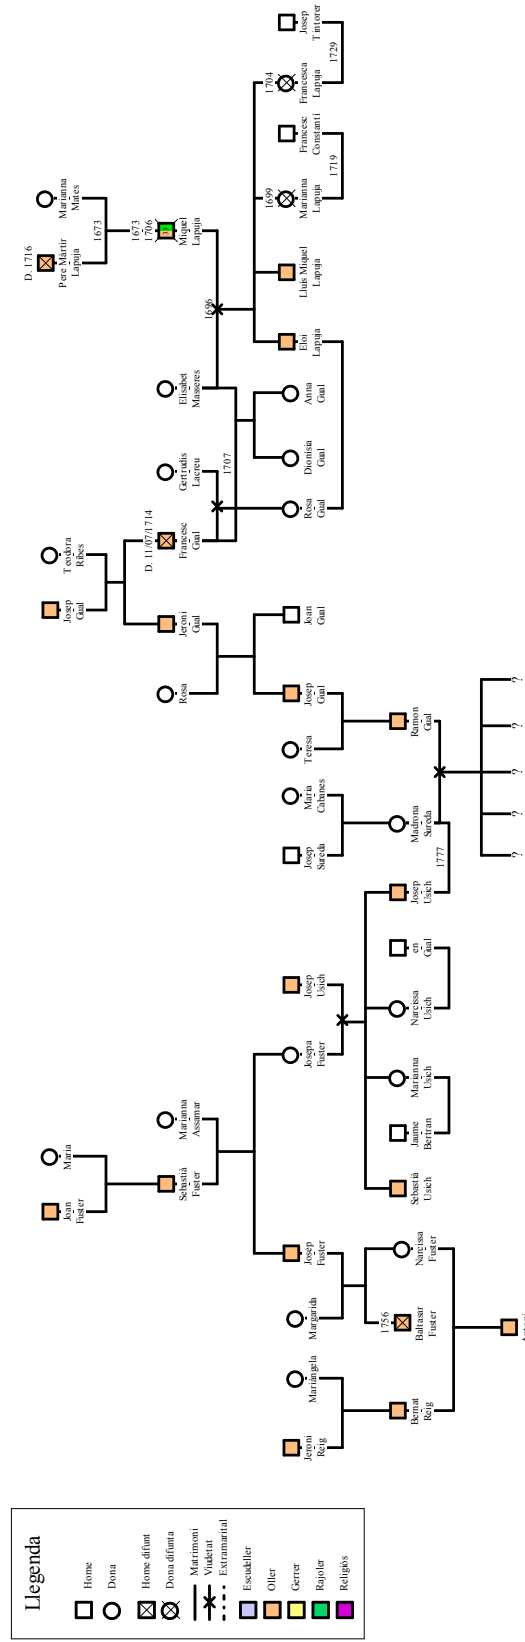 Llegenda
Home
Dona
Home difunt
Dona difunta
Matrimoni
Viudetat
Extramarital
Escudeller
Oller
Gerrer
Rajoler
Religiós
Joan
Fuster
Maria
Josep
Gual
Teodora
Ribes
D. 1716
Pere Màrtir
Lapuja
Marianna
Mates
1673
Sebastià
Fuster
Marianna
Assamar
Rosa
Jeroni
Gual
D. 11/07/1714
Francesc
Gual
Gertrudis
Lacreu
Elisabet
Masseres
1673
1706
Miquel
Lapuja
1707
1696
Jeroni
Reig
Mariàngela
Margarida
Josep
Fuster
Josepa
Fuster
Josep
Usich
Josep
Sureda
Maria
Cabanes
Teresa
Josep
Gual
Joan
Gual
Rosa
Gual
Dionisia
Gual
Anna
Gual
Eloi
Lapuja
Lluís Miquel
Lapuja
1699
Marianna
Lapuja
Francesc
Constantí
1704
Francesca
Lapuja
Josep
Tintorer
1719
1729
Bernat
Reig
1756
Baltasar
Fuster
Narcissa
Fuster
Sebastià
Usich
Jaume
Bertran
Marianna
Usich
Narcissa
Usich
en
Gual
Josep
Usich
Madrona
Sureda
Ramon
Gual
1777
? ? ? ? ?